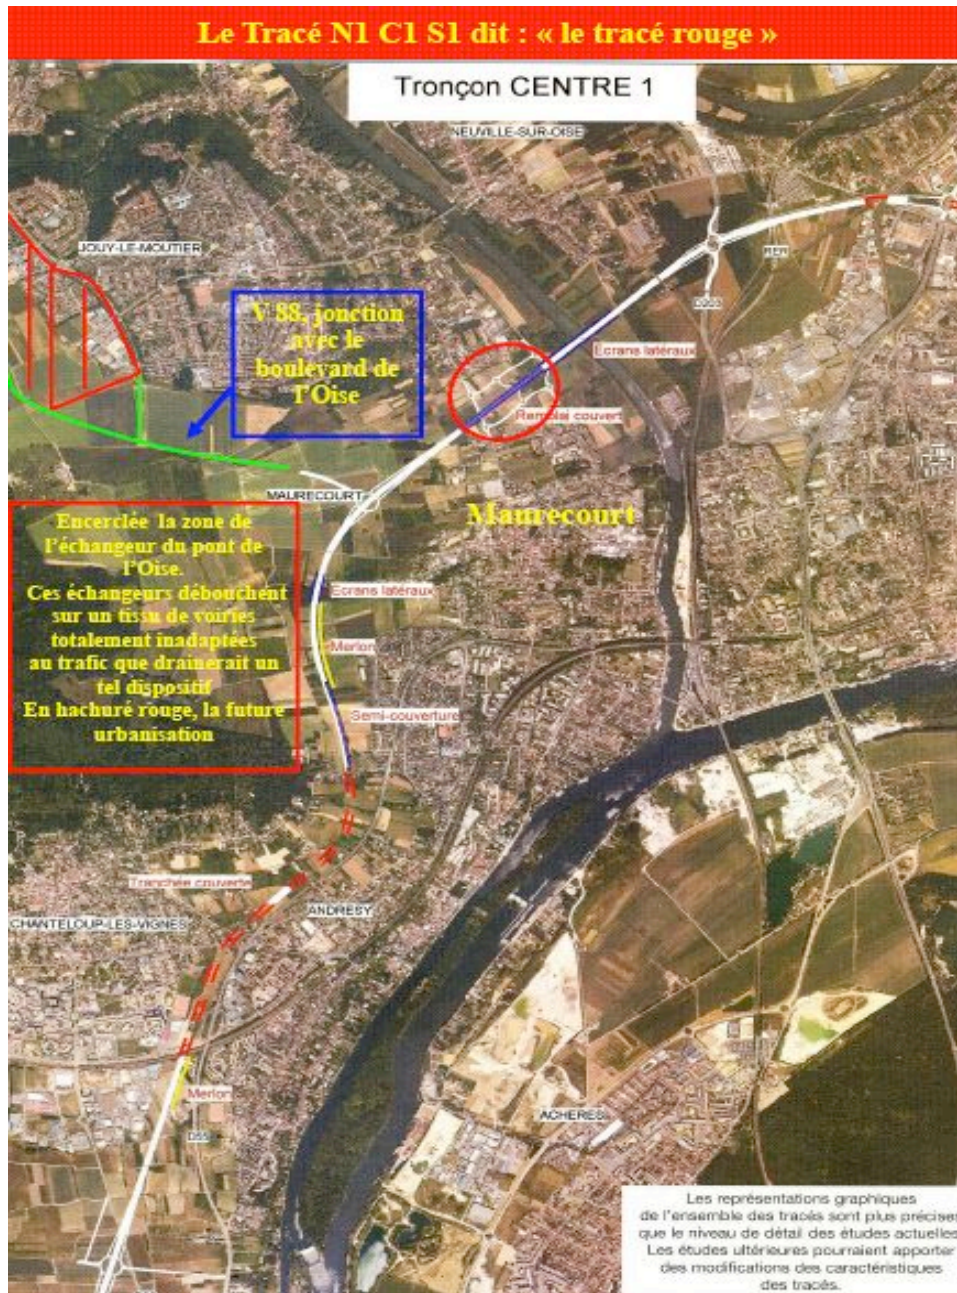 Le Tracé N1 C1 S1 dit : « le tracé rouge »
Tronçon CENTRE 1
NEUVILLE-SUR-OISE
JOUY-LE-MOUTIER
RER
D203
V 88, jonction
avec le
boulevard de
l'Oise
Ecrans latéraux
Remblai couvert
MAURECOURT
Maurecourt
Encerclée la zone de
l'échangeur du pont de
l'Oise.
Ces échangeurs débouchent
sur un tissu de voiries
totalement inadaptées
au trafic que drainerait un
tel dispositif
En hachuré rouge, la future
urbanisation
Ecrans latéraux
Merlon
Semi-couverture
Tranchée couverte
ANDRESY
CHANTELOUP-LES-VIGNES
Merlon
D55
ACHERES
Les représentations graphiques
de l'ensemble des tracés sont plus précises
que le niveau de détail des études actuelles
Les études ultérieures pourraient apporter
des modifications des caractéristiques
des tracés.